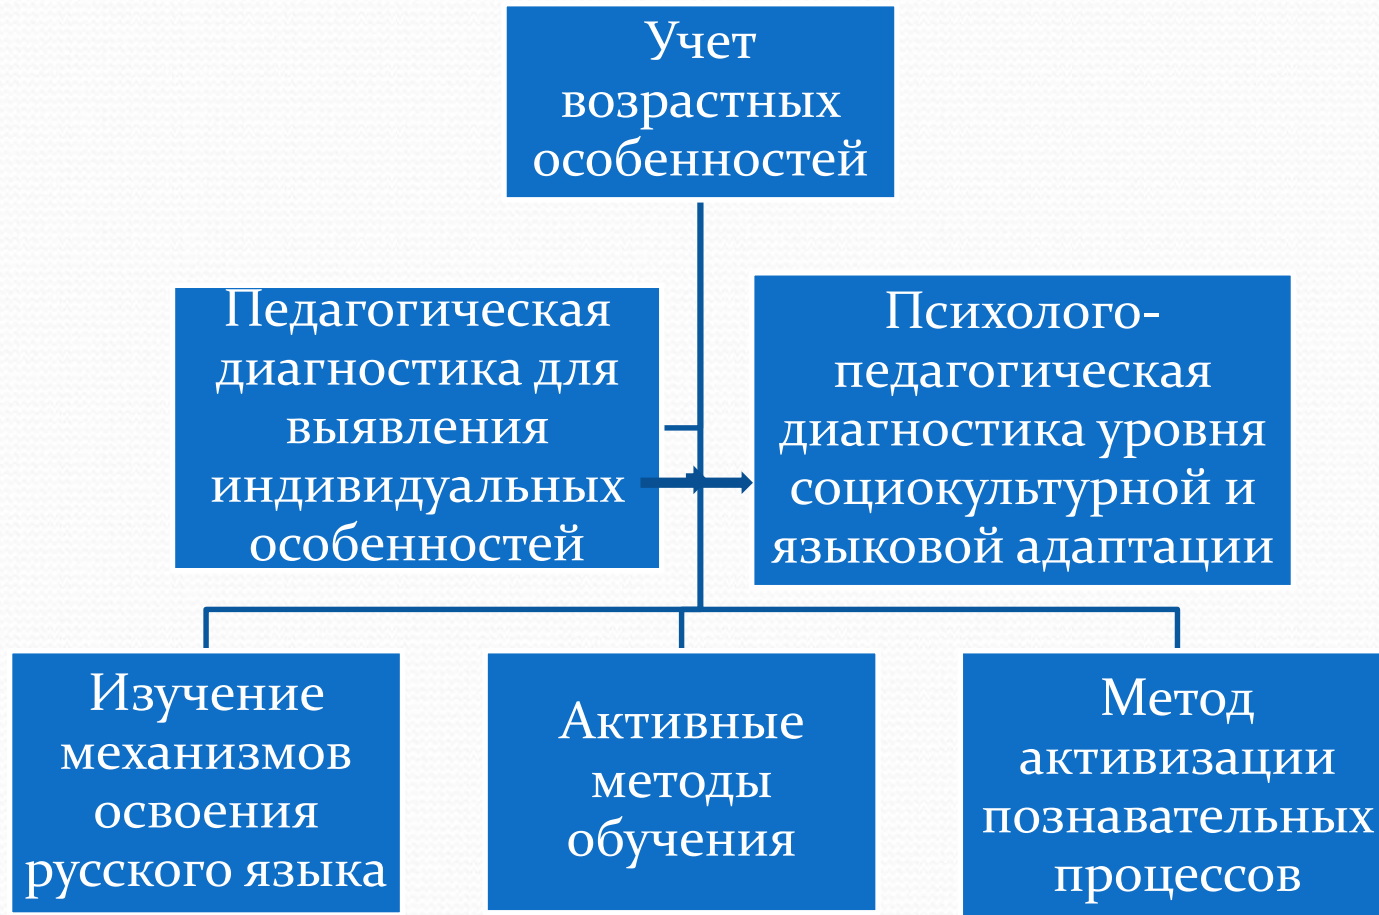 Учет
возрастных
особенностей
Педагогическая
диагностика для
выявления
индивидуальных
особенностей
Психолого-
педагогическая
диагностика уровня
социокультурной и
языковой адаптации
Изучение
механизмов
освоения
русского языка
Активные
методы
обучения
Метод
активизации
познавательных
процессов